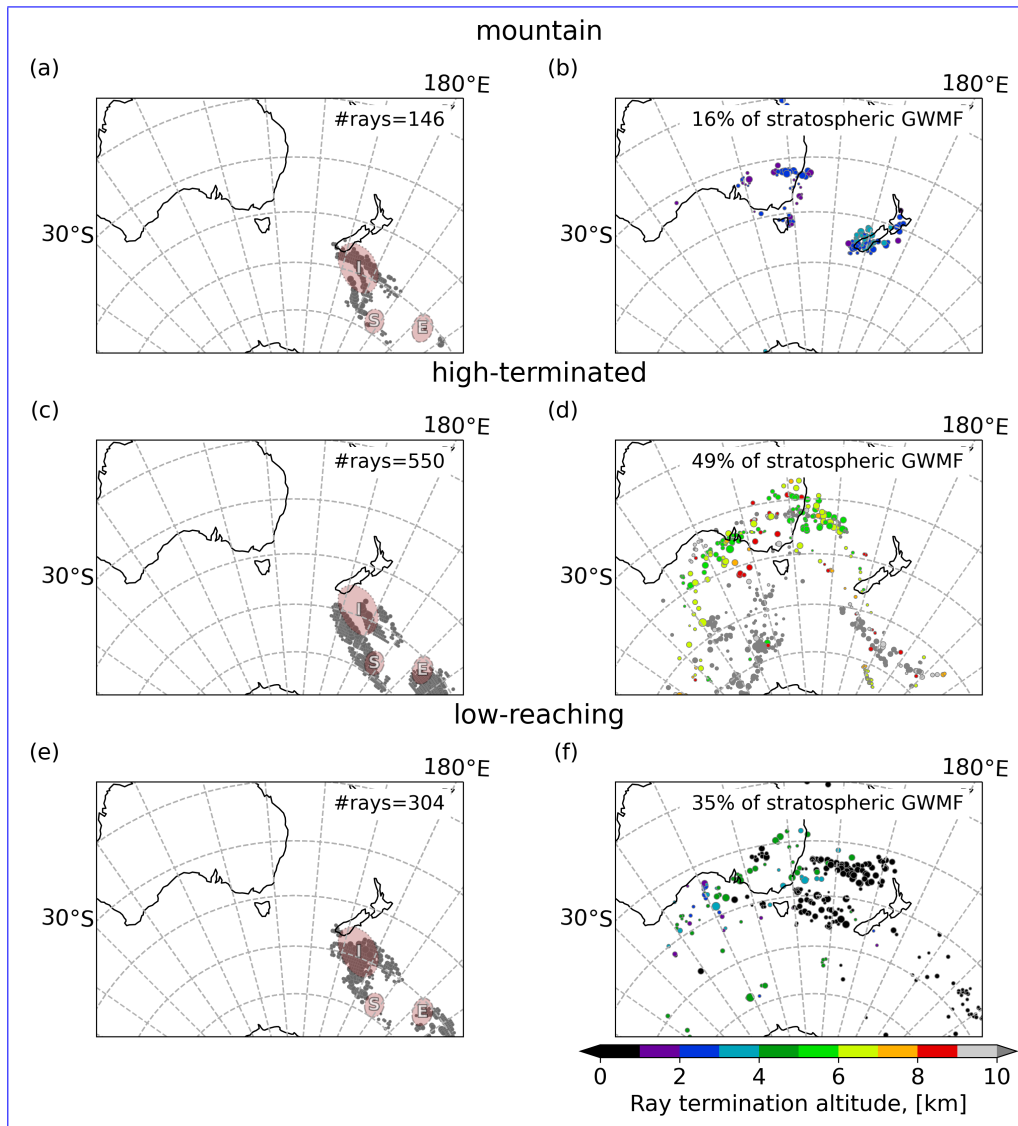 mountain
(a)
(b)
180°E
180°E
#rays=146
16% of stratospheric GWMF
30°S
30°S
I
S
E
high-terminated
(c)
(d)
180°E
180°E
#rays=550
49% of stratospheric GWMF
30°S
30°S
I
S
E
low-reaching
(e)
(f)
180°E
180°E
#rays=304
35% of stratospheric GWMF
30°S
30°S
I
S
E
0 2 4 6 8 10
Ray termination altitude, [km]